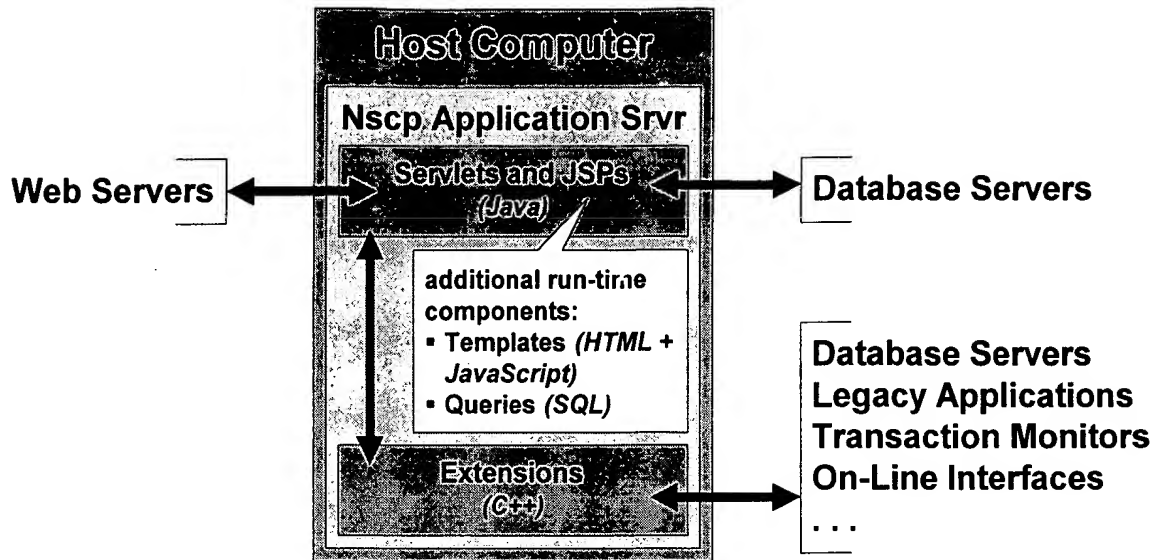 Host Computer
Nscp Application Srvr
Servlets and JSPs
(Java)
Web Servers
Database Servers
additional run-time
components:
▪ Templates (HTML +
JavaScript)
▪ Queries (SQL)
Extensions
(C++)
Database Servers
Legacy Applications
Transaction Monitors
On-Line Interfaces
. . .